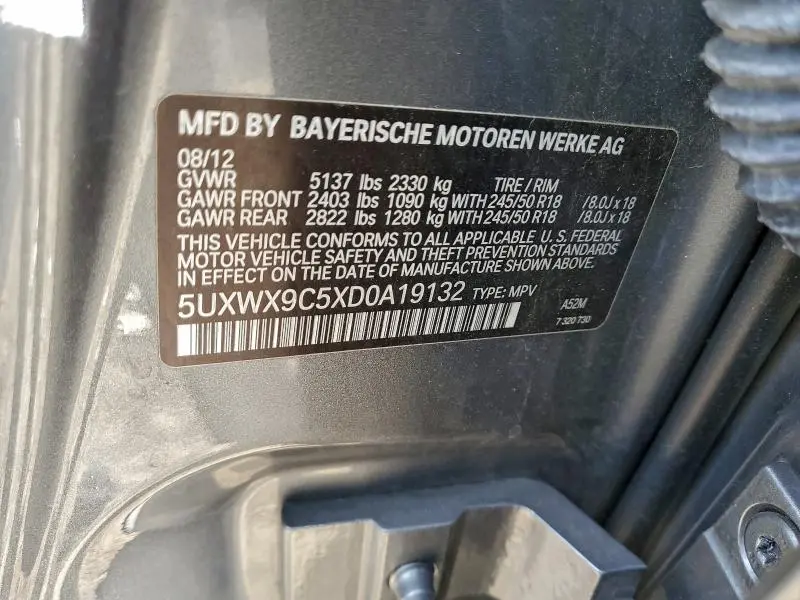 MFD BY BAYERISCHE MOTOREN WERKE AG
08/12
GVWR 5137 lbs 2330 kg TIRE / RIM
GAWR FRONT 2403 lbs 1090 kg WITH 245/50 R18 /8.0J x 18
GAWR REAR 2822 lbs 1280 kg WITH 245/50 R18 /8.0J x 18
THIS VEHICLE CONFORMS TO ALL APPLICABLE U.S. FEDERAL
MOTOR VEHICLE SAFETY AND THEFT PREVENTION STANDARDS
IN EFFECT ON THE DATE OF MANUFACTURE SHOWN ABOVE.
5UXWX9C5XD0A19132 TYPE: MPV
A52M
7 320 730